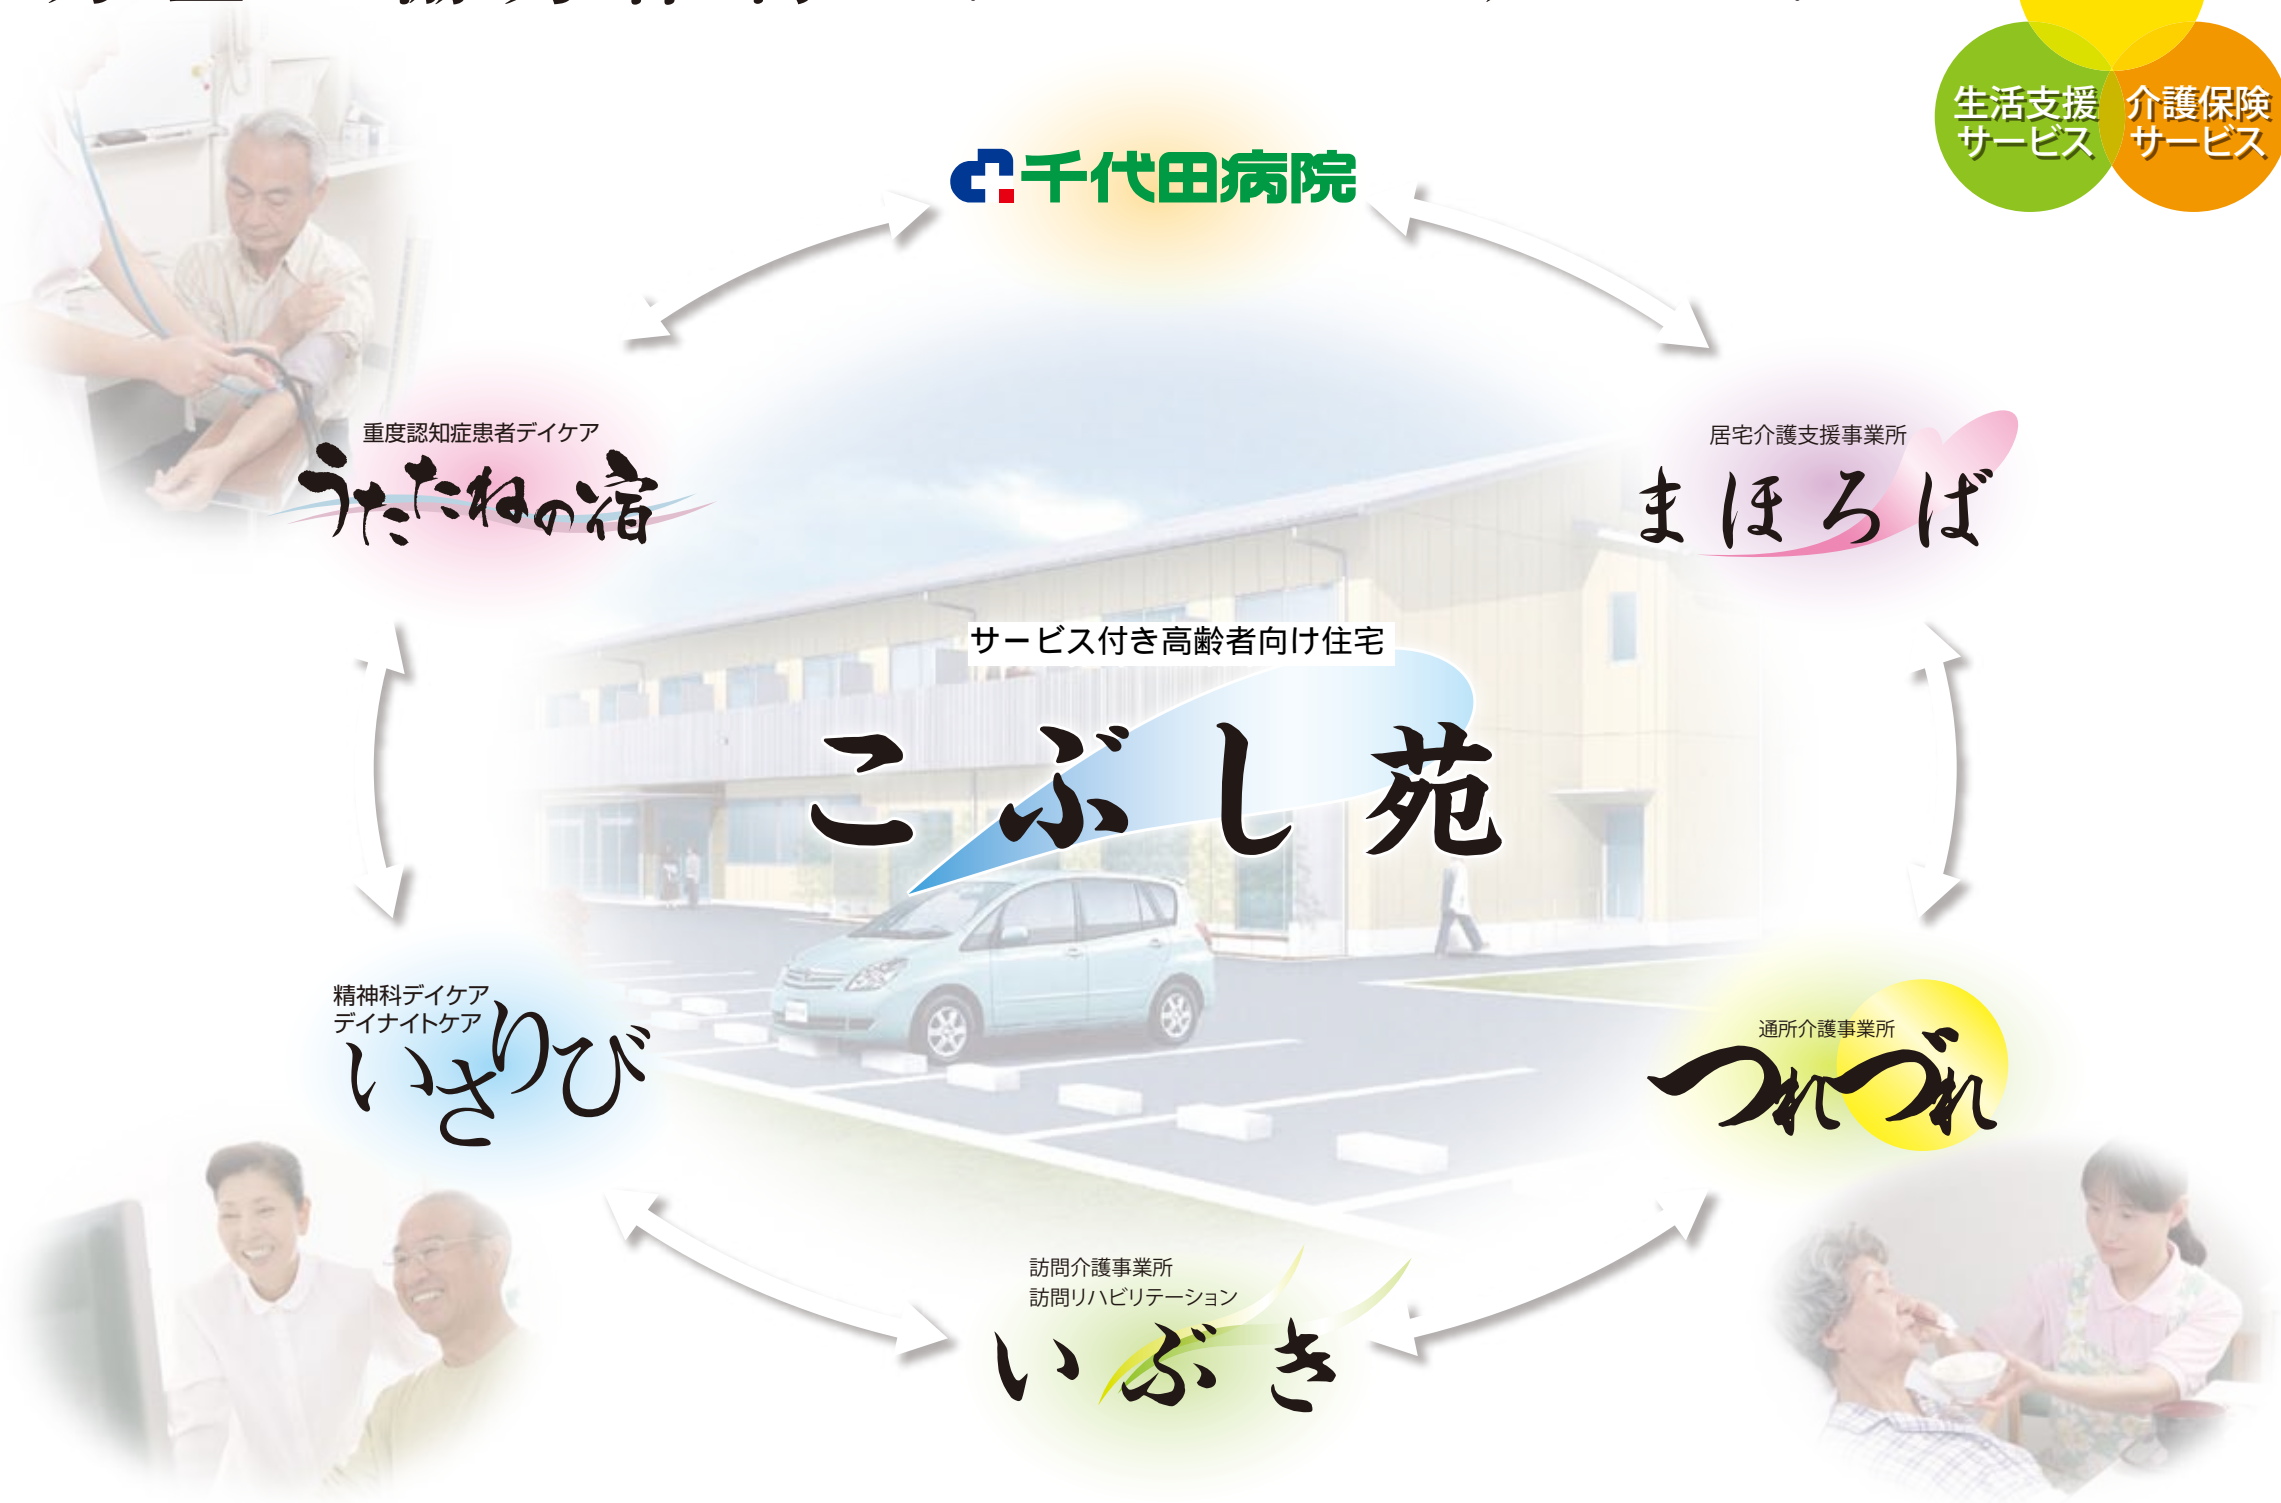 生活支援
サービス
介護保険
サービス
千代田病院
重度認知症患者デイケア
うたたねの宿
居宅介護支援事業所
まほろば
サービス付き高齢者向け住宅
こぶし苑
精神科デイケア
デイナイトケア
いさりび
通所介護事業所
つれづれ
訪問介護事業所
訪問リハビリテーション
いぶき